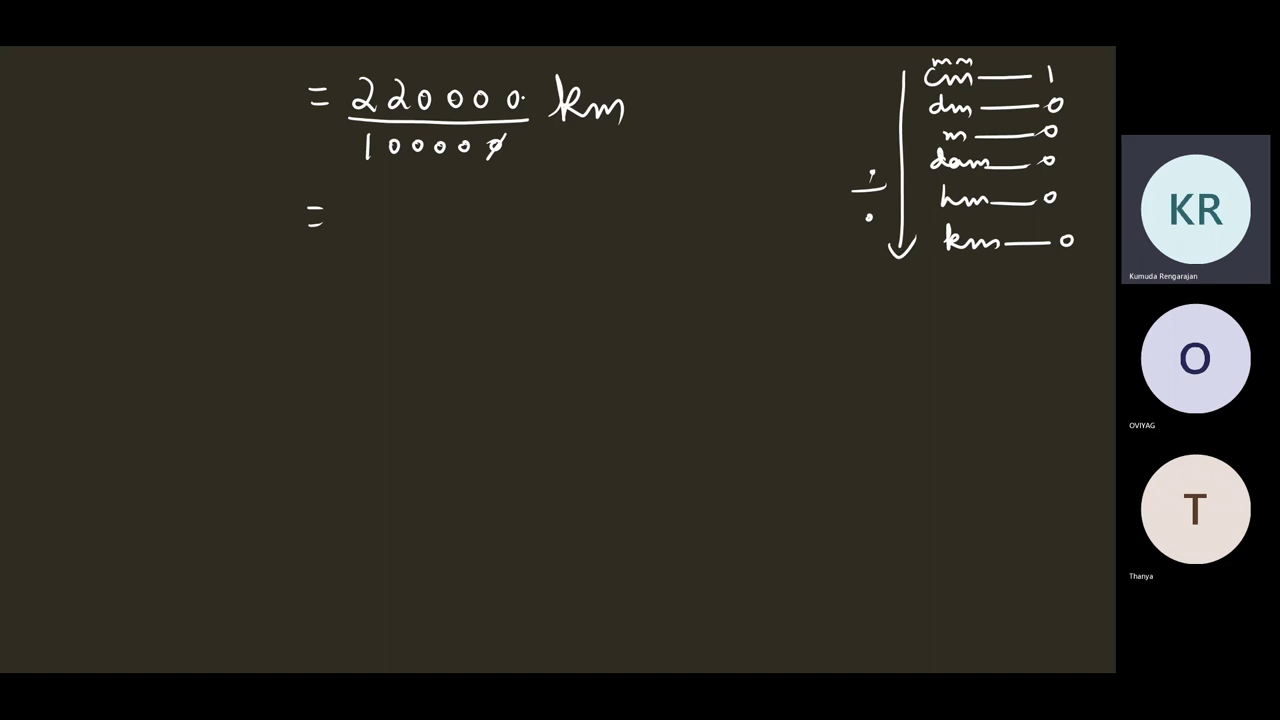 = 220000 km
100000
=
mm
cm — 1
dm — 0
m — 0
dam — 0
hm — 0
km — 0
÷
KR
Kumuda Rengarajan
O
OVIYAG
T
Thanya